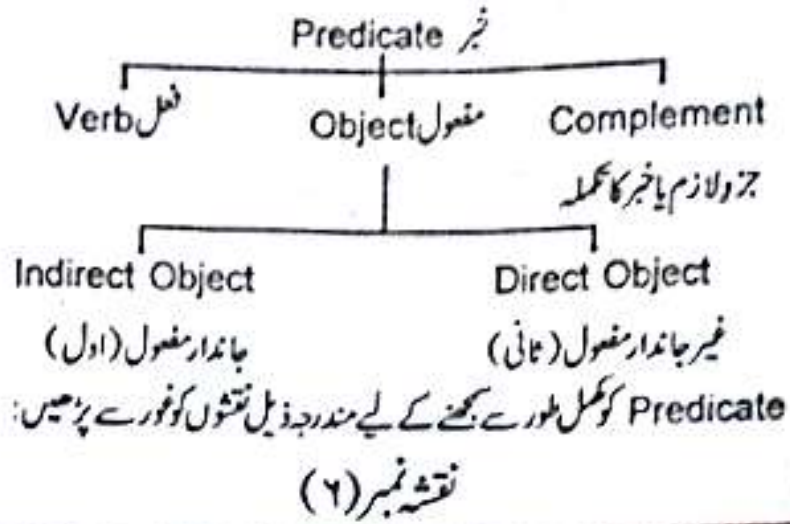 Predicate خبر
Verb فعل Object مفعول Complement
جزو لازم یا خبر کا تکملہ
Indirect Object Direct Object
جاندار مفعول (اول) غیر جاندار مفعول (ثانی)
Predicate کو مکمل طور سے سمجھنے کے لیے مندرجہ ذیل نقشوں کو غور سے پڑھیں:
نقشہ نمبر (۶)